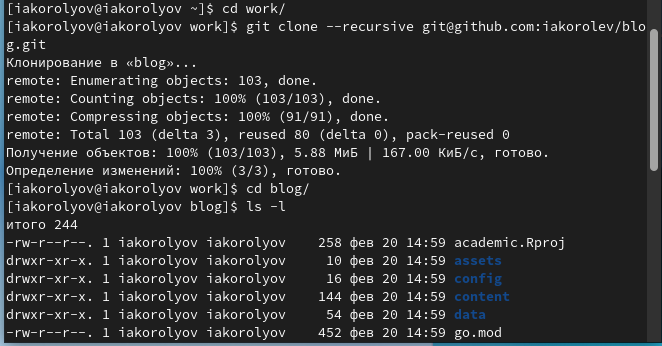 [iakorolyov@iakorolyov ~]$ cd work/
[iakorolyov@iakorolyov work]$ git clone --recursive git@github.com:iakorolev/blo
g.git
Клонирование в «blog»...
remote: Enumerating objects: 103, done.
remote: Counting objects: 100% (103/103), done.
remote: Compressing objects: 100% (91/91), done.
remote: Total 103 (delta 3), reused 80 (delta 0), pack-reused 0
Получение объектов: 100% (103/103), 5.88 МиБ | 167.00 КиБ/с, готово.
Определение изменений: 100% (3/3), готово.
[iakorolyov@iakorolyov work]$ cd blog/
[iakorolyov@iakorolyov blog]$ ls -l
итого 244
-rw-r--r--. 1 iakorolyov iakorolyov    258 фев 20 14:59 academic.Rproj
drwxr-xr-x. 1 iakorolyov iakorolyov     10 фев 20 14:59 assets
drwxr-xr-x. 1 iakorolyov iakorolyov     16 фев 20 14:59 config
drwxr-xr-x. 1 iakorolyov iakorolyov    144 фев 20 14:59 content
drwxr-xr-x. 1 iakorolyov iakorolyov     54 фев 20 14:59 data
-rw-r--r--. 1 iakorolyov iakorolyov    452 фев 20 14:59 go.mod